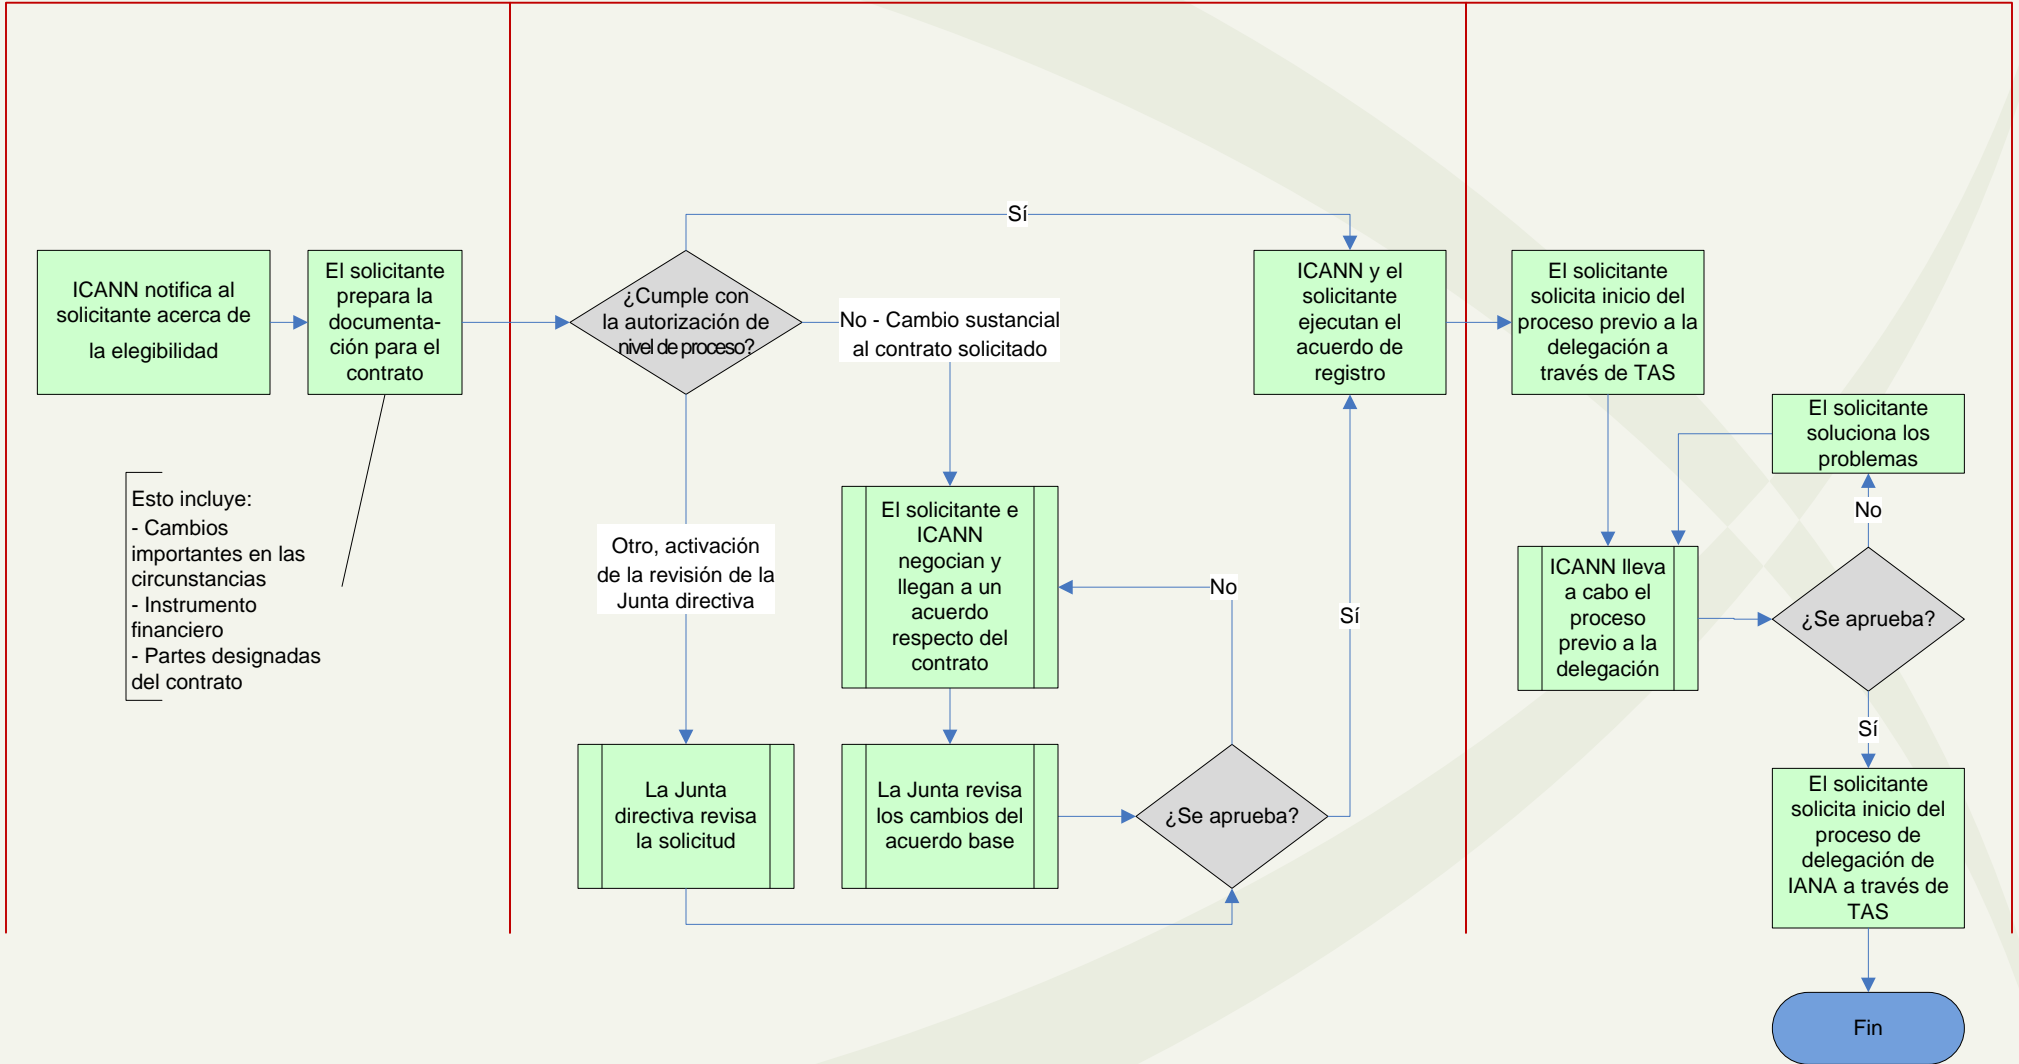 ICANN notifica al
solicitante acerca de
la elegibilidad
El solicitante
prepara la
documenta-
ción para el
contrato
Esto incluye:
- Cambios
importantes en las
circunstancias
- Instrumento
financiero
- Partes designadas
del contrato
¿Cumple con
la autorización de
nivel de proceso?
Sí
No - Cambio sustancial
al contrato solicitado
Otro, activación
de la revisión de la
Junta directiva
La Junta
directiva revisa
la solicitud
El solicitante e
ICANN
negocian y
llegan a un
acuerdo
respecto del
contrato
La Junta revisa
los cambios del
acuerdo base
¿Se aprueba?
No
Sí
ICANN y el
solicitante
ejecutan el
acuerdo de
registro
El solicitante
solicita inicio del
proceso previo a la
delegación a
través de TAS
ICANN lleva
a cabo el
proceso
previo a la
delegación
¿Se aprueba?
No
El solicitante
soluciona los
problemas
Sí
El solicitante
solicita inicio del
proceso de
delegación de
IANA a través de
TAS
Fin